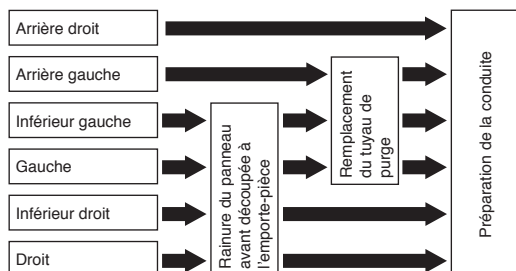 Arrière droit
Arrière gauche
Inférieur gauche
Gauche
Inférieur droit
Droit
Rainure du panneau
avant découpée à
l'emporte-pièce
Remplacement
du tuyau de
purge
Préparation de la conduite